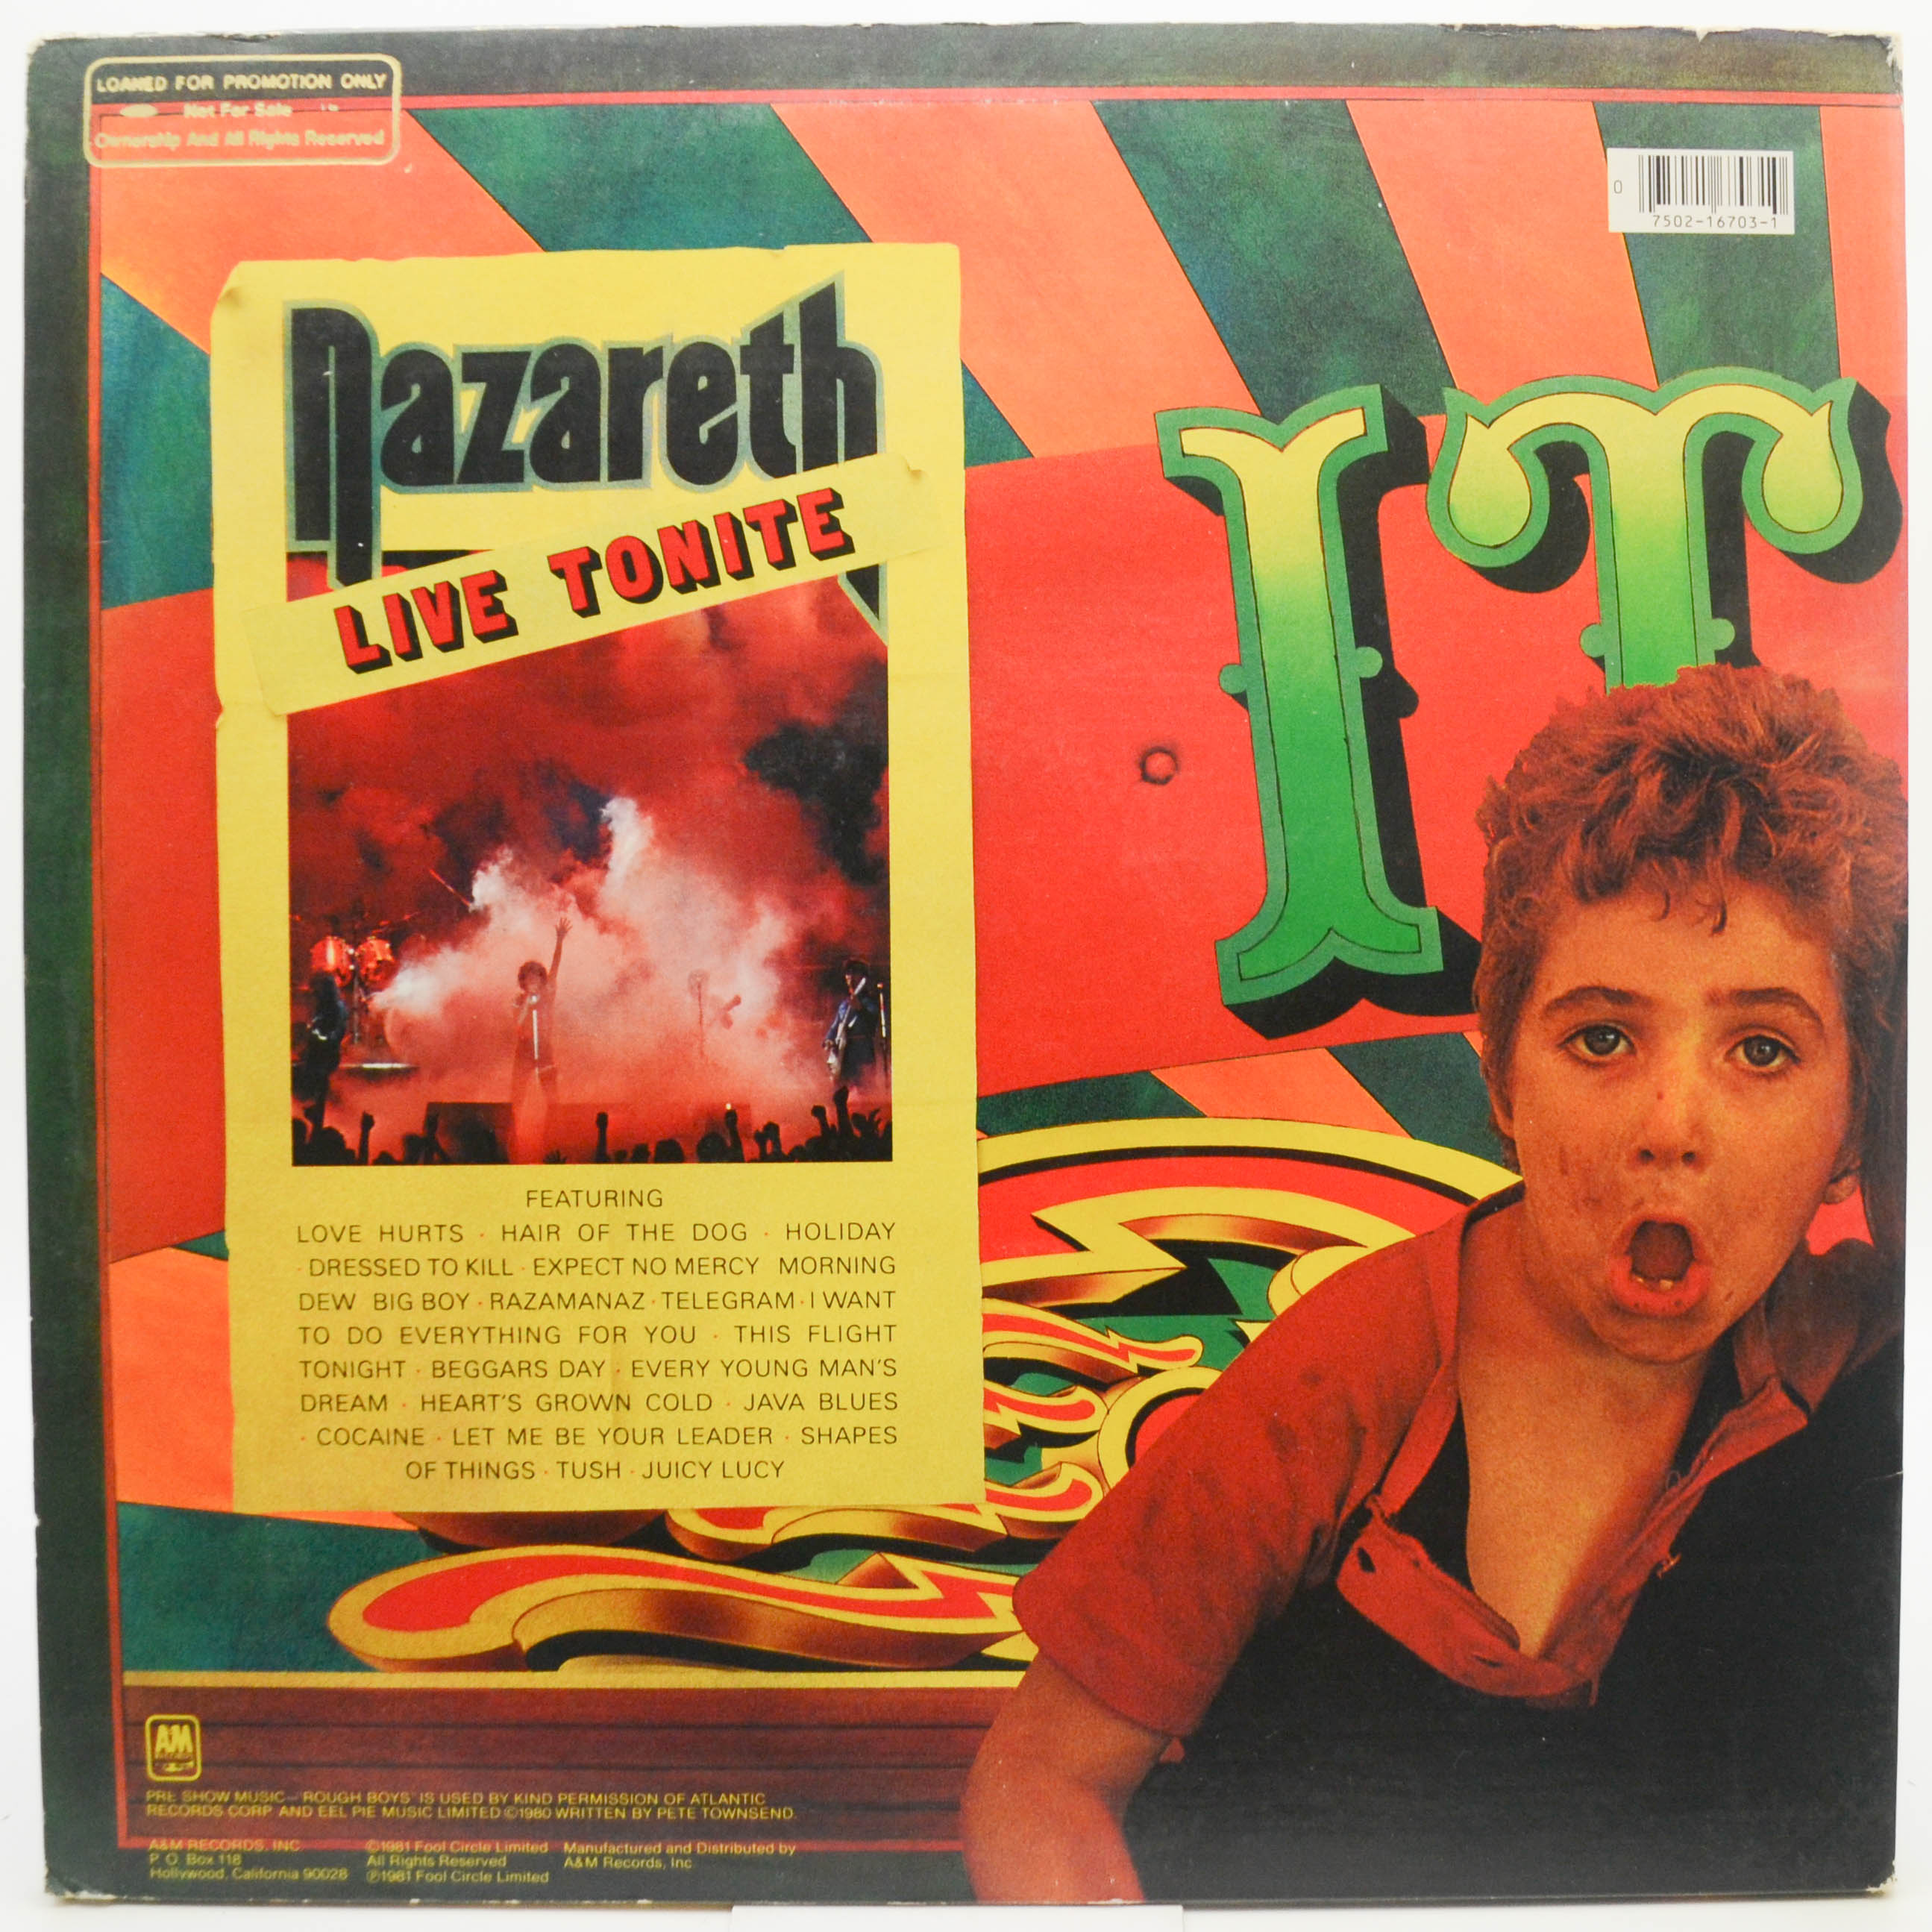 LOANED FOR PROMOTION ONLY
Not For Sale
Ownership And All Rights Reserved
0
7502-16703-1
nazareth
LIVE TONITE
IT
FEATURING
LOVE HURTS · HAIR OF THE DOG · HOLIDAY
· DRESSED TO KILL · EXPECT NO MERCY MORNING
DEW BIG BOY · RAZAMANAZ · TELEGRAM · I WANT
TO DO EVERYTHING FOR YOU · THIS FLIGHT
TONIGHT · BEGGARS DAY · EVERY YOUNG MAN'S
DREAM · HEART'S GROWN COLD · JAVA BLUES
· COCAINE · LET ME BE YOUR LEADER · SHAPES
OF THINGS · TUSH · JUICY LUCY
A&M
PRE SHOW MUSIC—'ROUGH BOYS' IS USED BY KIND PERMISSION OF ATLANTIC
RECORDS CORP. AND EEL PIE MUSIC LIMITED ©1980 WRITTEN BY PETE TOWNSEND.
A&M RECORDS, INC.
P. O. Box 118
Hollywood, California 90028
©1981 Fool Circle Limited
All Rights Reserved
℗1981 Fool Circle Limited
Manufactured and Distributed by
A&M Records, Inc